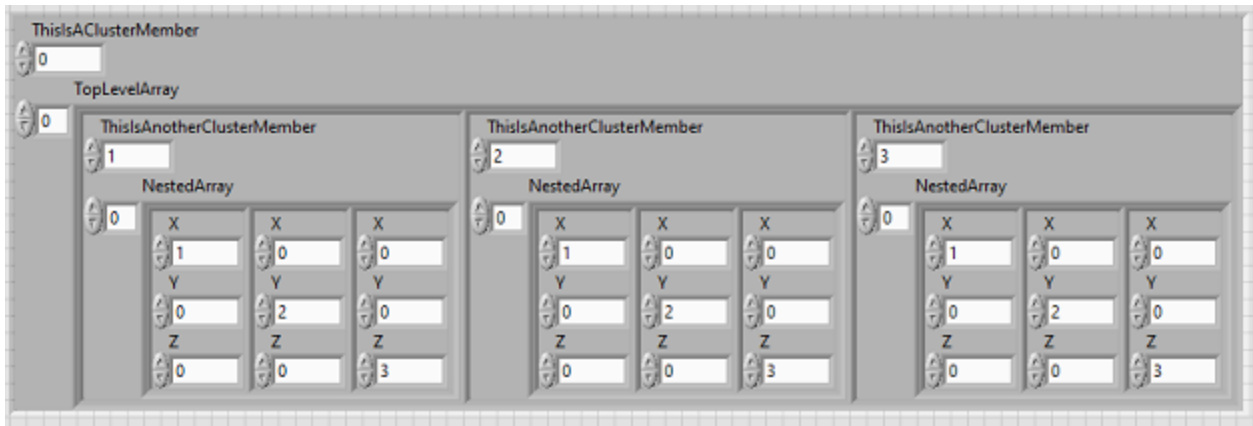 ThisIsAClusterMember
0
TopLevelArray
0
ThisIsAnotherClusterMember ThisIsAnotherClusterMember ThisIsAnotherClusterMember
1 2 3
NestedArray NestedArray NestedArray
0 0 0
X X X X X X X X X
1 0 0 1 0 0 1 0 0
Y Y Y Y Y Y Y Y Y
0 2 0 0 2 0 0 2 0
Z Z Z Z Z Z Z Z Z
0 0 3 0 0 3 0 0 3